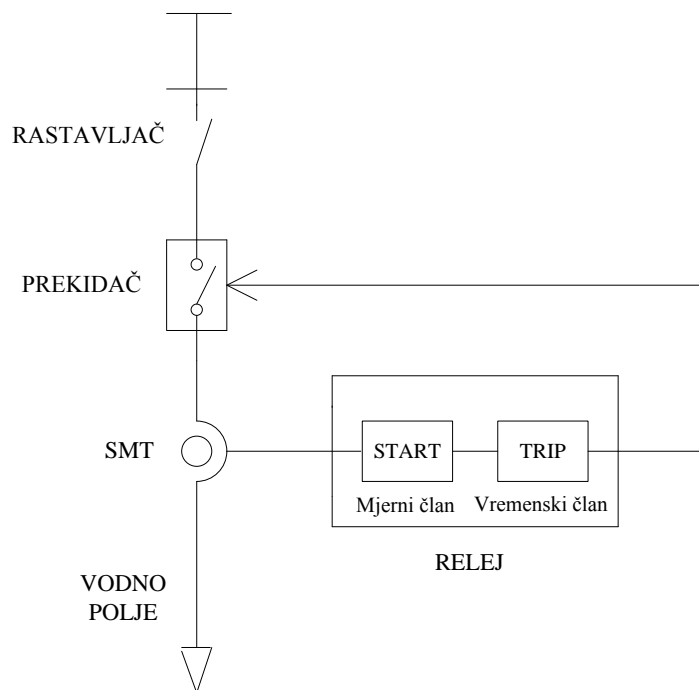 RASTAVLJAČ
PREKIDAČ
SMT
START
TRIP
Mjerni član
Vremenski član
RELEJ
VODNO
POLJE